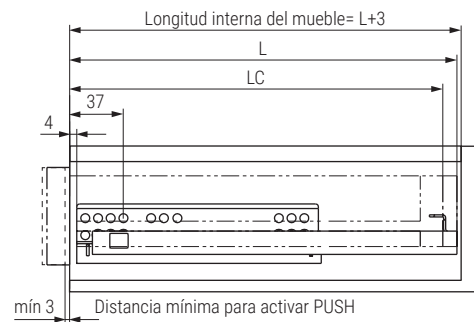 Longitud interna del mueble= L+3
L
LC
37
4
mín 3 Distancia mínima para activar PUSH